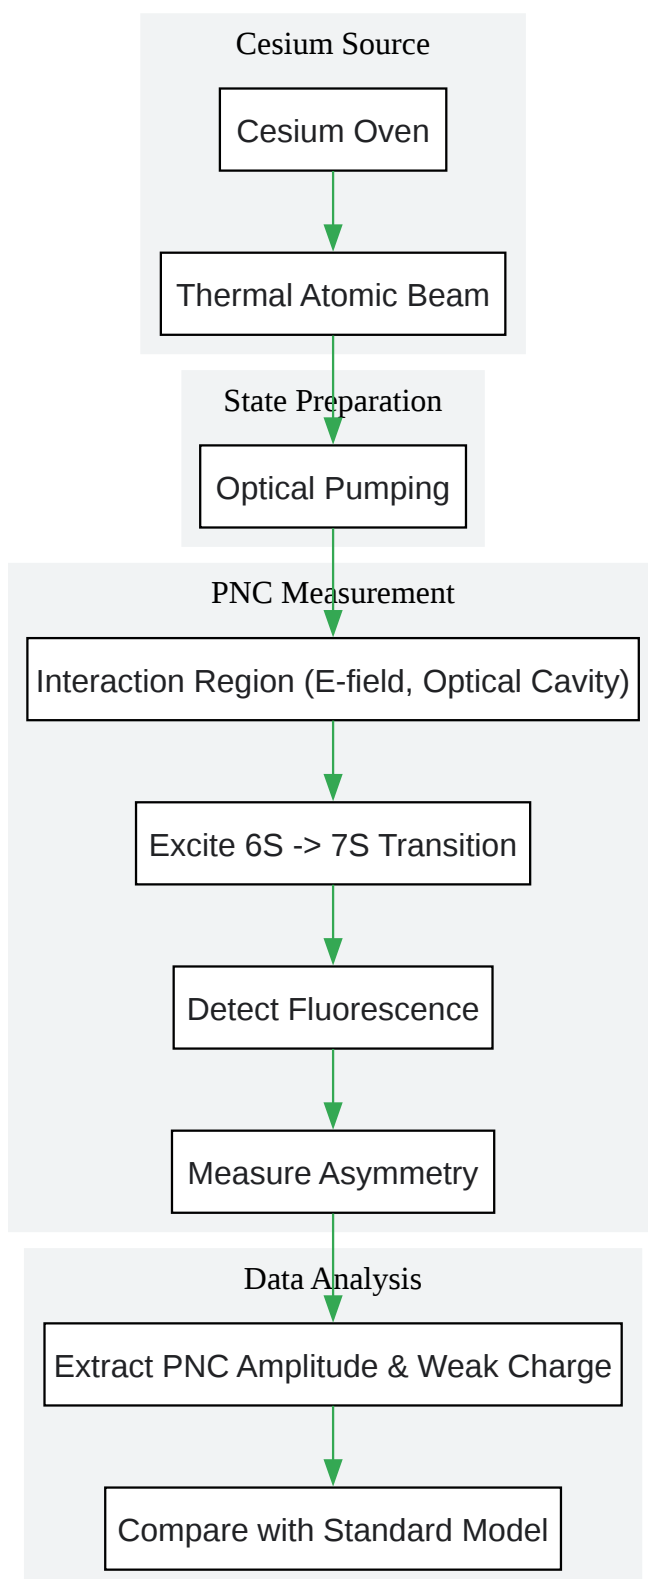 Cesium Source
Cesium Oven
Thermal Atomic Beam
State Preparation
Optical Pumping
PNC Measurement
Interaction Region (E-field, Optical Cavity)
Excite 6S -> 7S Transition
Detect Fluorescence
Measure Asymmetry
Data Analysis
Extract PNC Amplitude & Weak Charge
Compare with Standard Model